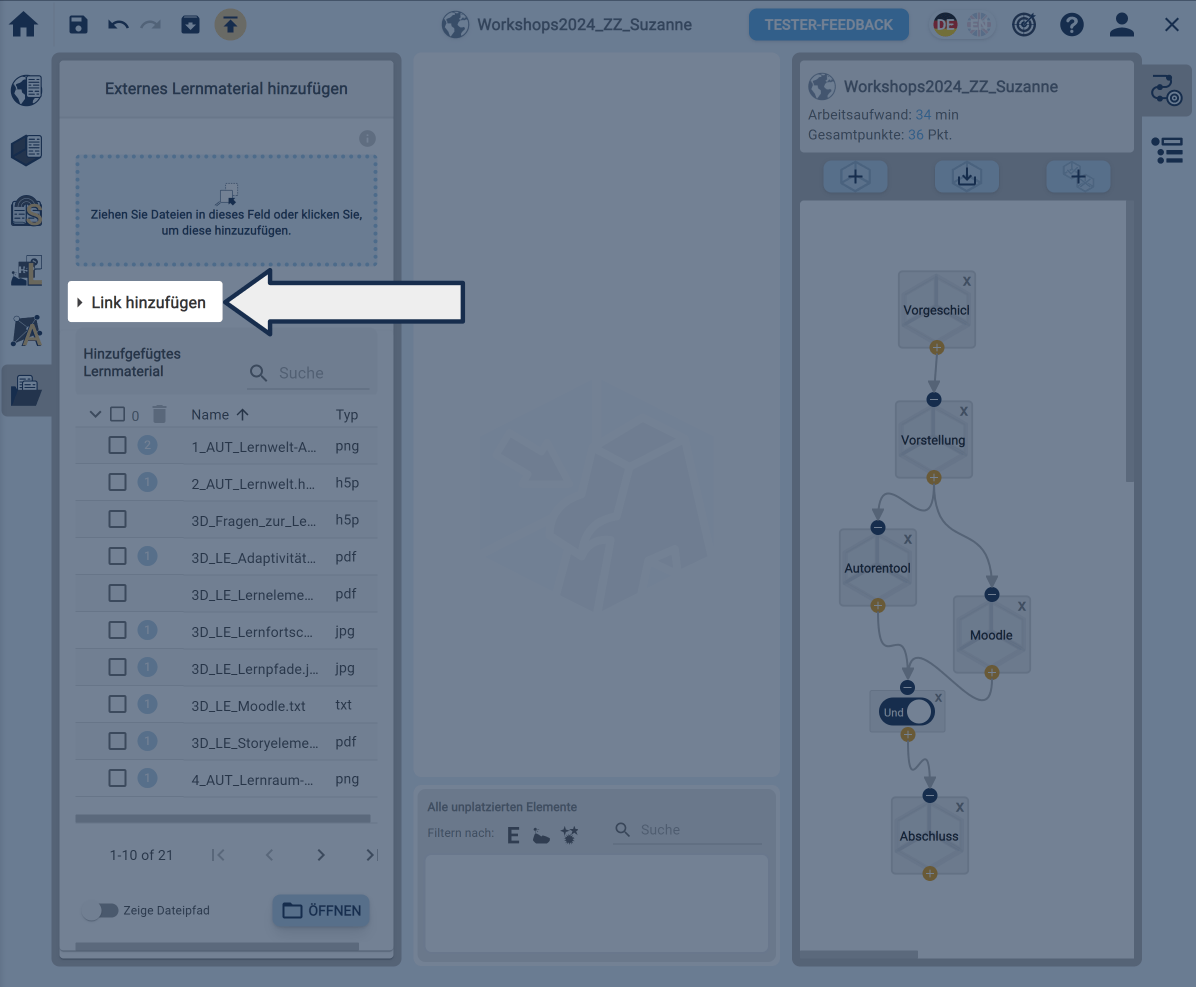 Workshops2024_ZZ_Suzanne
TESTER-FEEDBACK
DE
EN
Externes Lernmaterial hinzufügen
Ziehen Sie Dateien in dieses Feld oder klicken Sie,
um diese hinzuzufügen.
Link hinzufügen
Hinzufgefügtes
Lernmaterial
Suche
0 Name Typ
2 1_AUT_Lernwelt-A... png
1 2_AUT_Lernwelt.h... h5p
3D_Fragen_zur_Le... h5p
1 3D_LE_Adaptivität... pdf
3D_LE_Lerneleme... pdf
1 3D_LE_Lernfortsc... jpg
1 3D_LE_Lernpfade.j... jpg
1 3D_LE_Moodle.txt txt
1 3D_LE_Storyeleme... pdf
1 4_AUT_Lernraum-... png
1-10 of 21
Zeige Dateipfad
ÖFFNEN
S
L
A
Alle unplatzierten Elemente
Filtern nach:
E
Suche
Workshops2024_ZZ_Suzanne
Arbeitsaufwand: 34 min
Gesamtpunkte: 36 Pkt.
X
Vorgeschicl
X
Vorstellung
X
Autorentool
X
Moodle
X
Und
X
Abschluss